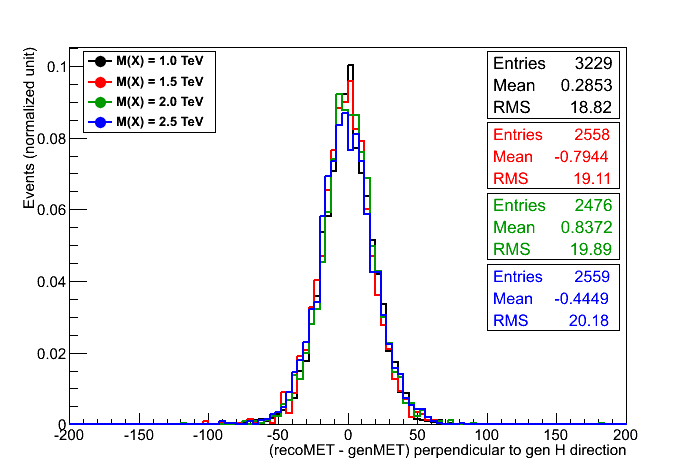 M(X) = 1.0 TeV
M(X) = 1.5 TeV
M(X) = 2.0 TeV
M(X) = 2.5 TeV
Entries 3229
Mean 0.2853
RMS 18.82
Entries 2558
Mean -0.7944
RMS 19.11
Entries 2476
Mean 0.8372
RMS 19.89
Entries 2559
Mean -0.4449
RMS 20.18
Events (normalized unit)
0.1
0.08
0.06
0.04
0.02
0
-200 -150 -100 -50 0 50 100 150 200
(recoMET - genMET) perpendicular to gen H direction